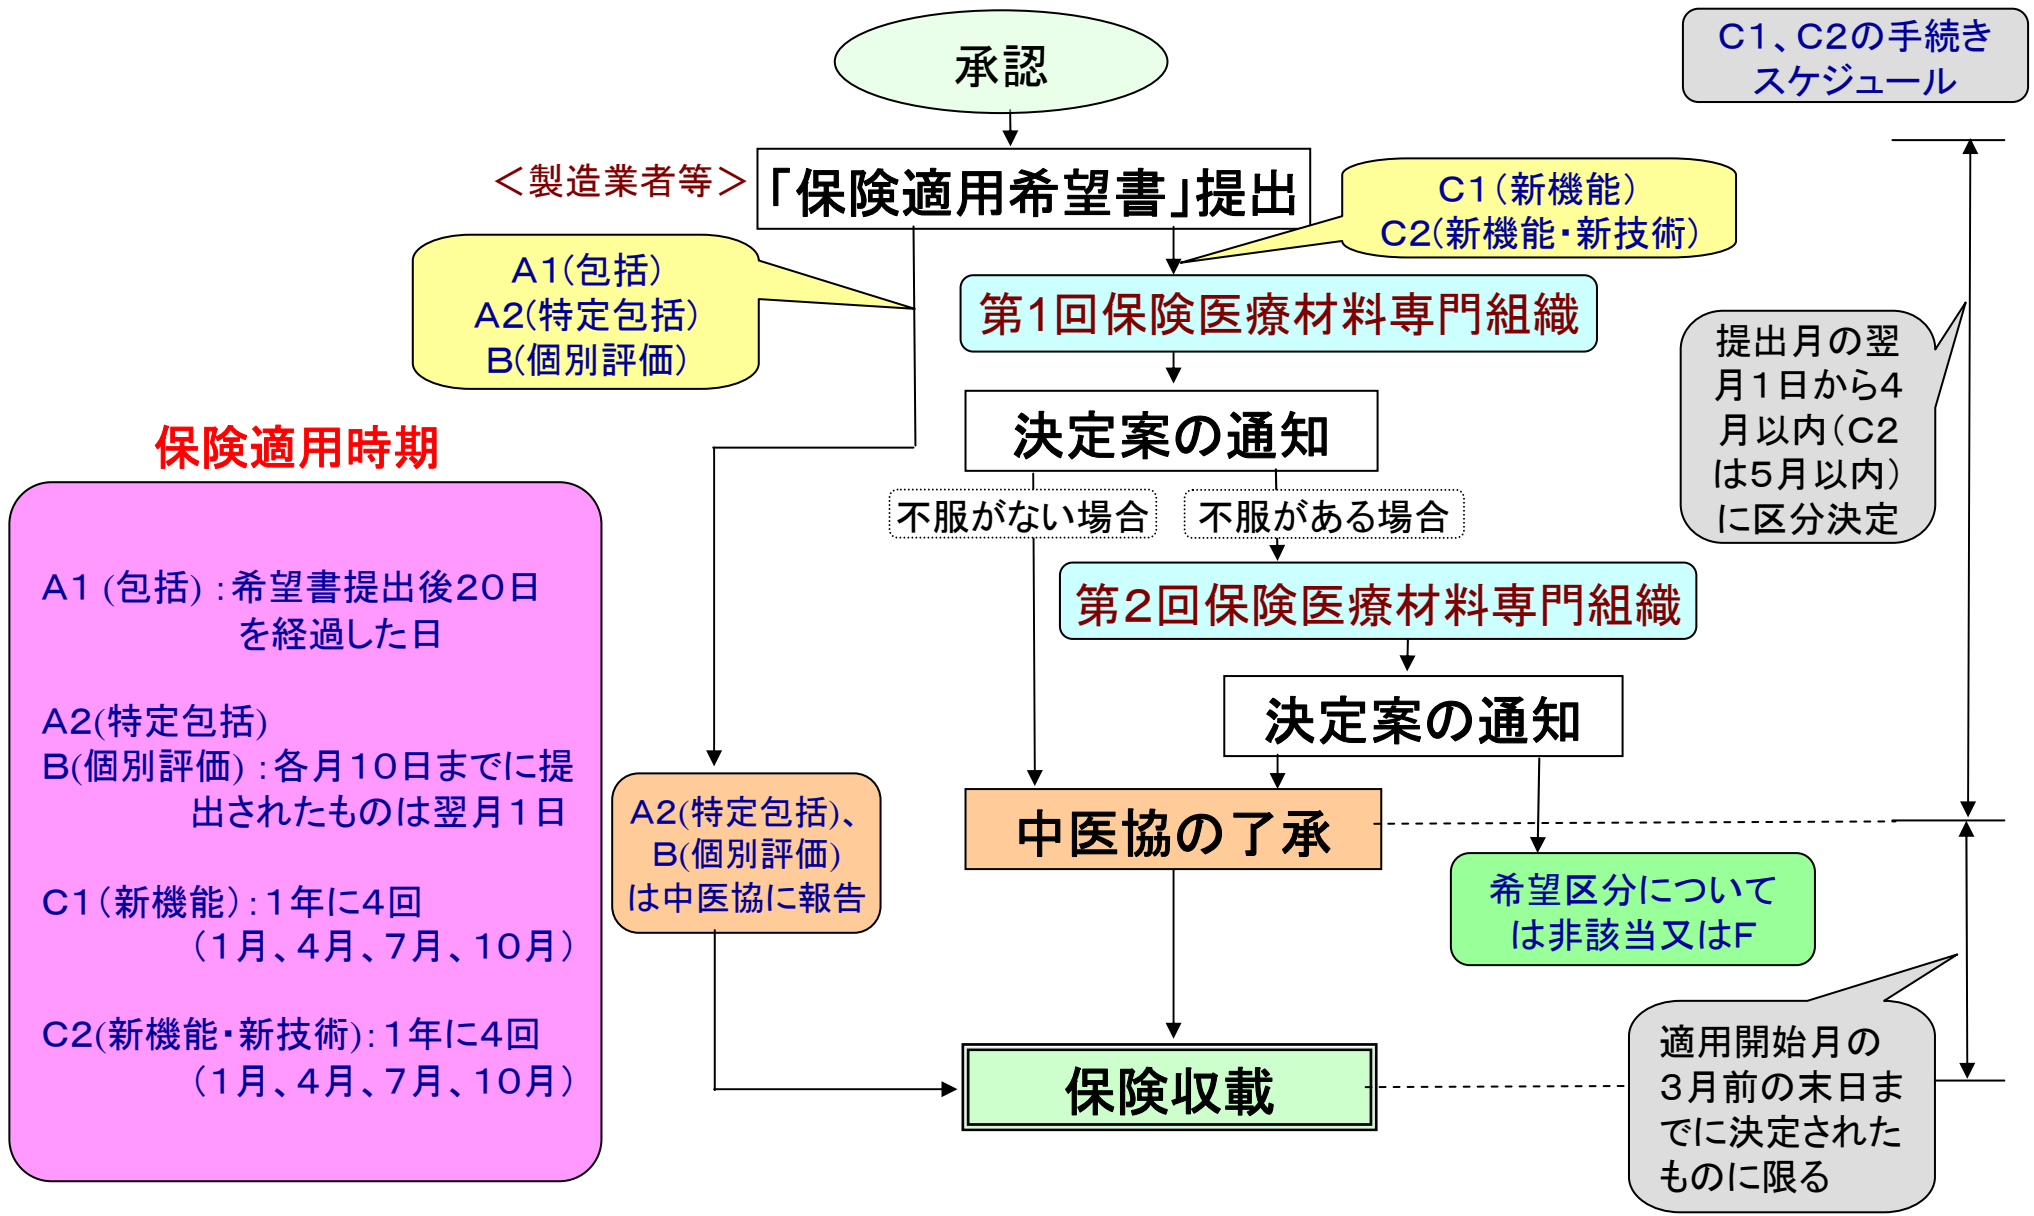 承認
C1、C2の手続き
スケジュール
＜製造業者等＞
「保険適用希望書」提出
C1（新機能）
C2(新機能・新技術)
A1(包括)
A2(特定包括)
B(個別評価)
第1回保険医療材料専門組織
提出月の翌
月1日から4
月以内（C2
は5月以内）
に区分決定
決定案の通知
不服がない場合
不服がある場合
第2回保険医療材料専門組織
決定案の通知
保険適用時期
A1 (包括) ：希望書提出後20日
を経過した日
A2(特定包括)
B(個別評価) ：各月10日までに提
出されたものは翌月1日
C1（新機能）：1年に4回
（1月、4月、7月、10月）
C2(新機能・新技術)：1年に4回
（1月、4月、7月、10月）
A2(特定包括)、
B(個別評価)
は中医協に報告
中医協の了承
希望区分について
は非該当又はF
保険収載
適用開始月の
3月前の末日ま
でに決定された
ものに限る